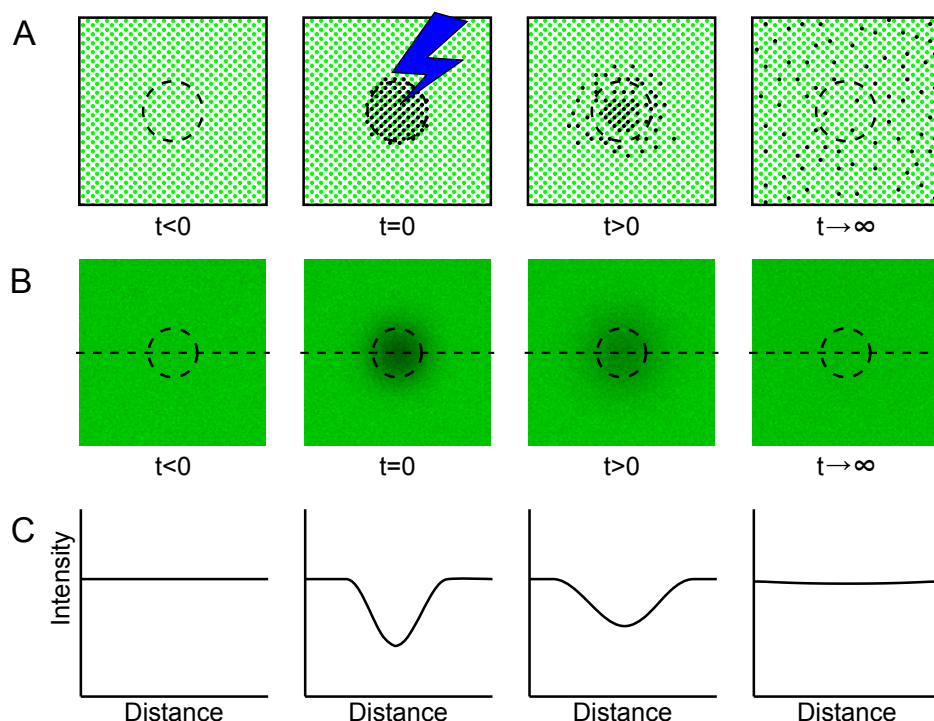 A
t<0 t=0 t>0 t→∞
B
t<0 t=0 t>0 t→∞
C
Intensity
Distance Distance Distance Distance